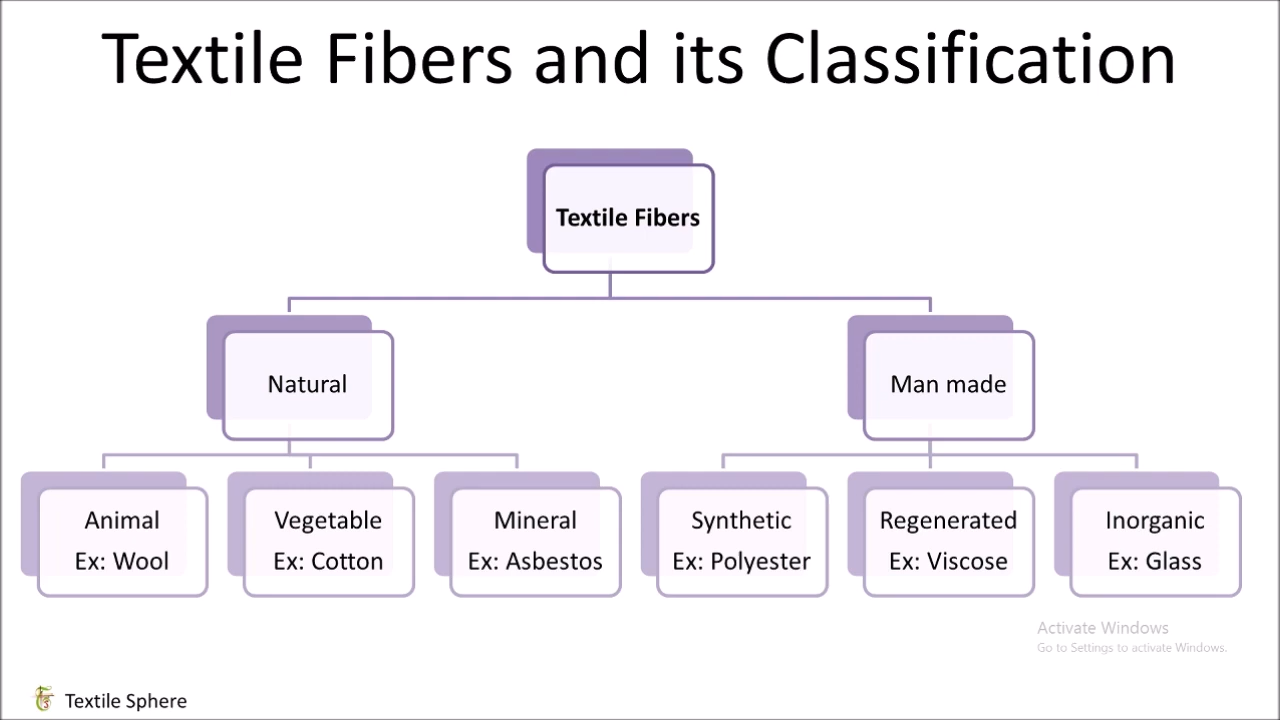 Textile Fibers and its Classification
Textile Fibers
Natural
Man made
Animal
Ex: Wool
Vegetable
Ex: Cotton
Mineral
Ex: Asbestos
Synthetic
Ex: Polyester
Regenerated
Ex: Viscose
Inorganic
Ex: Glass
Activate Windows
Go to Settings to activate Windows.
Textile Sphere